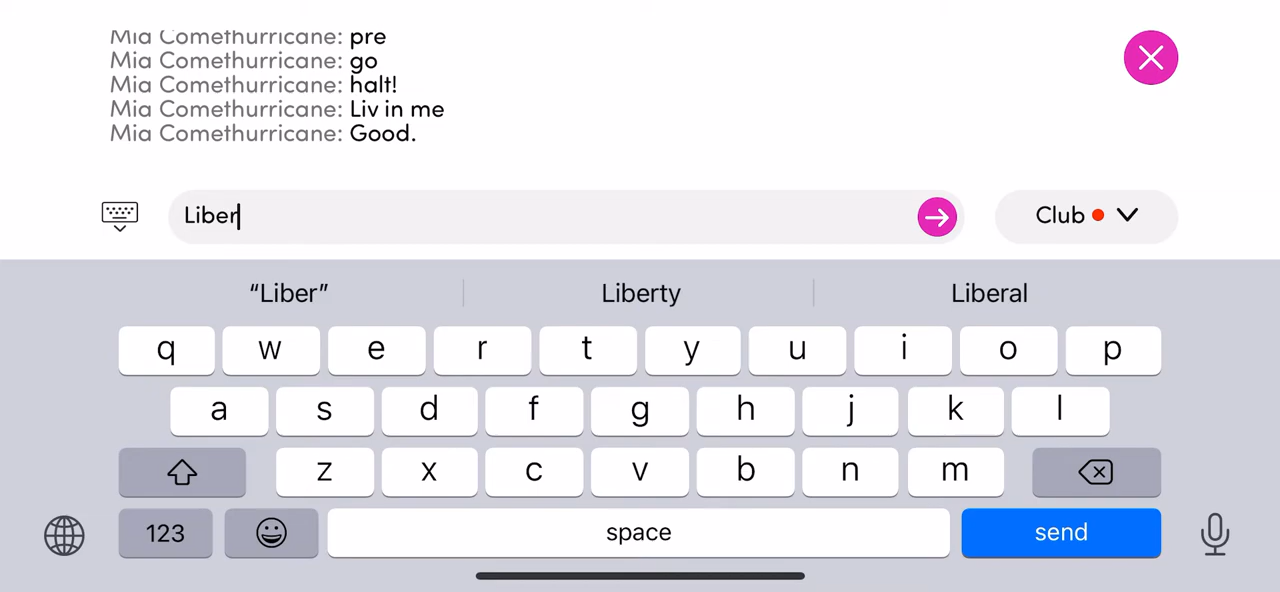 Mia Comethurricane: pre
Mia Comethurricane: go
Mia Comethurricane: halt!
Mia Comethurricane: Liv in me
Mia Comethurricane: Good.
Liber
Club
“Liber” Liberty Liberal
q w e r t y u i o p
a s d f g h j k l
z x c v b n m
123 space send